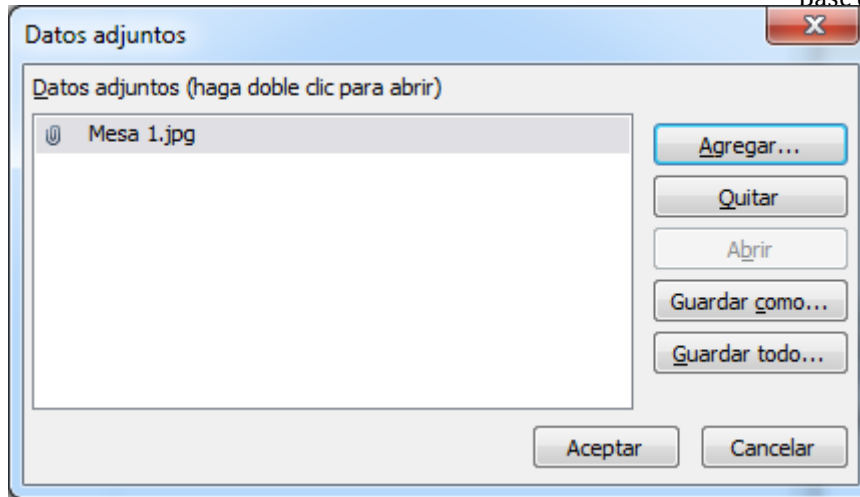 Datos adjuntos
Datos adjuntos (haga doble clic para abrir)
Mesa 1.jpg
Agregar...
Quitar
Abrir
Guardar como...
Guardar todo...
Aceptar
Cancelar